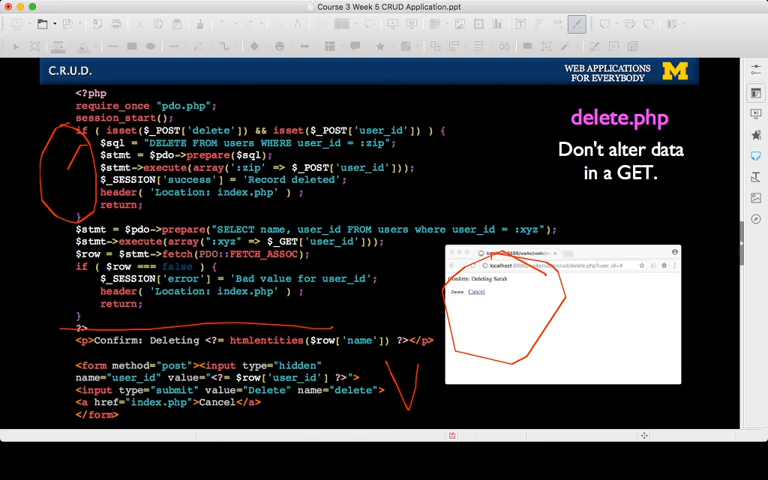 Course 3 Week 5 CRUD Application.ppt
C.R.U.D.
WEB APPLICATIONS
FOR EVERYBODY
M
<?php
require_once "pdo.php";
session_start();
if ( isset($_POST['delete']) && isset($_POST['user_id']) ) {
$sql = "DELETE FROM users WHERE user_id = :zip";
$stmt = $pdo->prepare($sql);
$stmt->execute(array(':zip' => $_POST['user_id']));
$_SESSION['success'] = 'Record deleted';
header( 'Location: index.php' ) ;
return;
}
$stmt = $pdo->prepare("SELECT name, user_id FROM users where user_id = :xyz");
$stmt->execute(array(":xyz" => $_GET['user_id']));
$row = $stmt->fetch(PDO::FETCH_ASSOC);
if ( $row === false ) {
$_SESSION['error'] = 'Bad value for user_id';
header( 'Location: index.php' ) ;
return;
}
?>
<p>Confirm: Deleting <?= htmlentities($row['name']) ?></p>
<form method="post"><input type="hidden"
name="user_id" value="<?= $row['user_id'] ?>">
<input type="submit" value="Delete" name="delete">
<a href="index.php">Cancel</a>
</form>
delete.php
Don't alter data
in a GET.
Confirm: Deleting Sarah
Delete Cancel